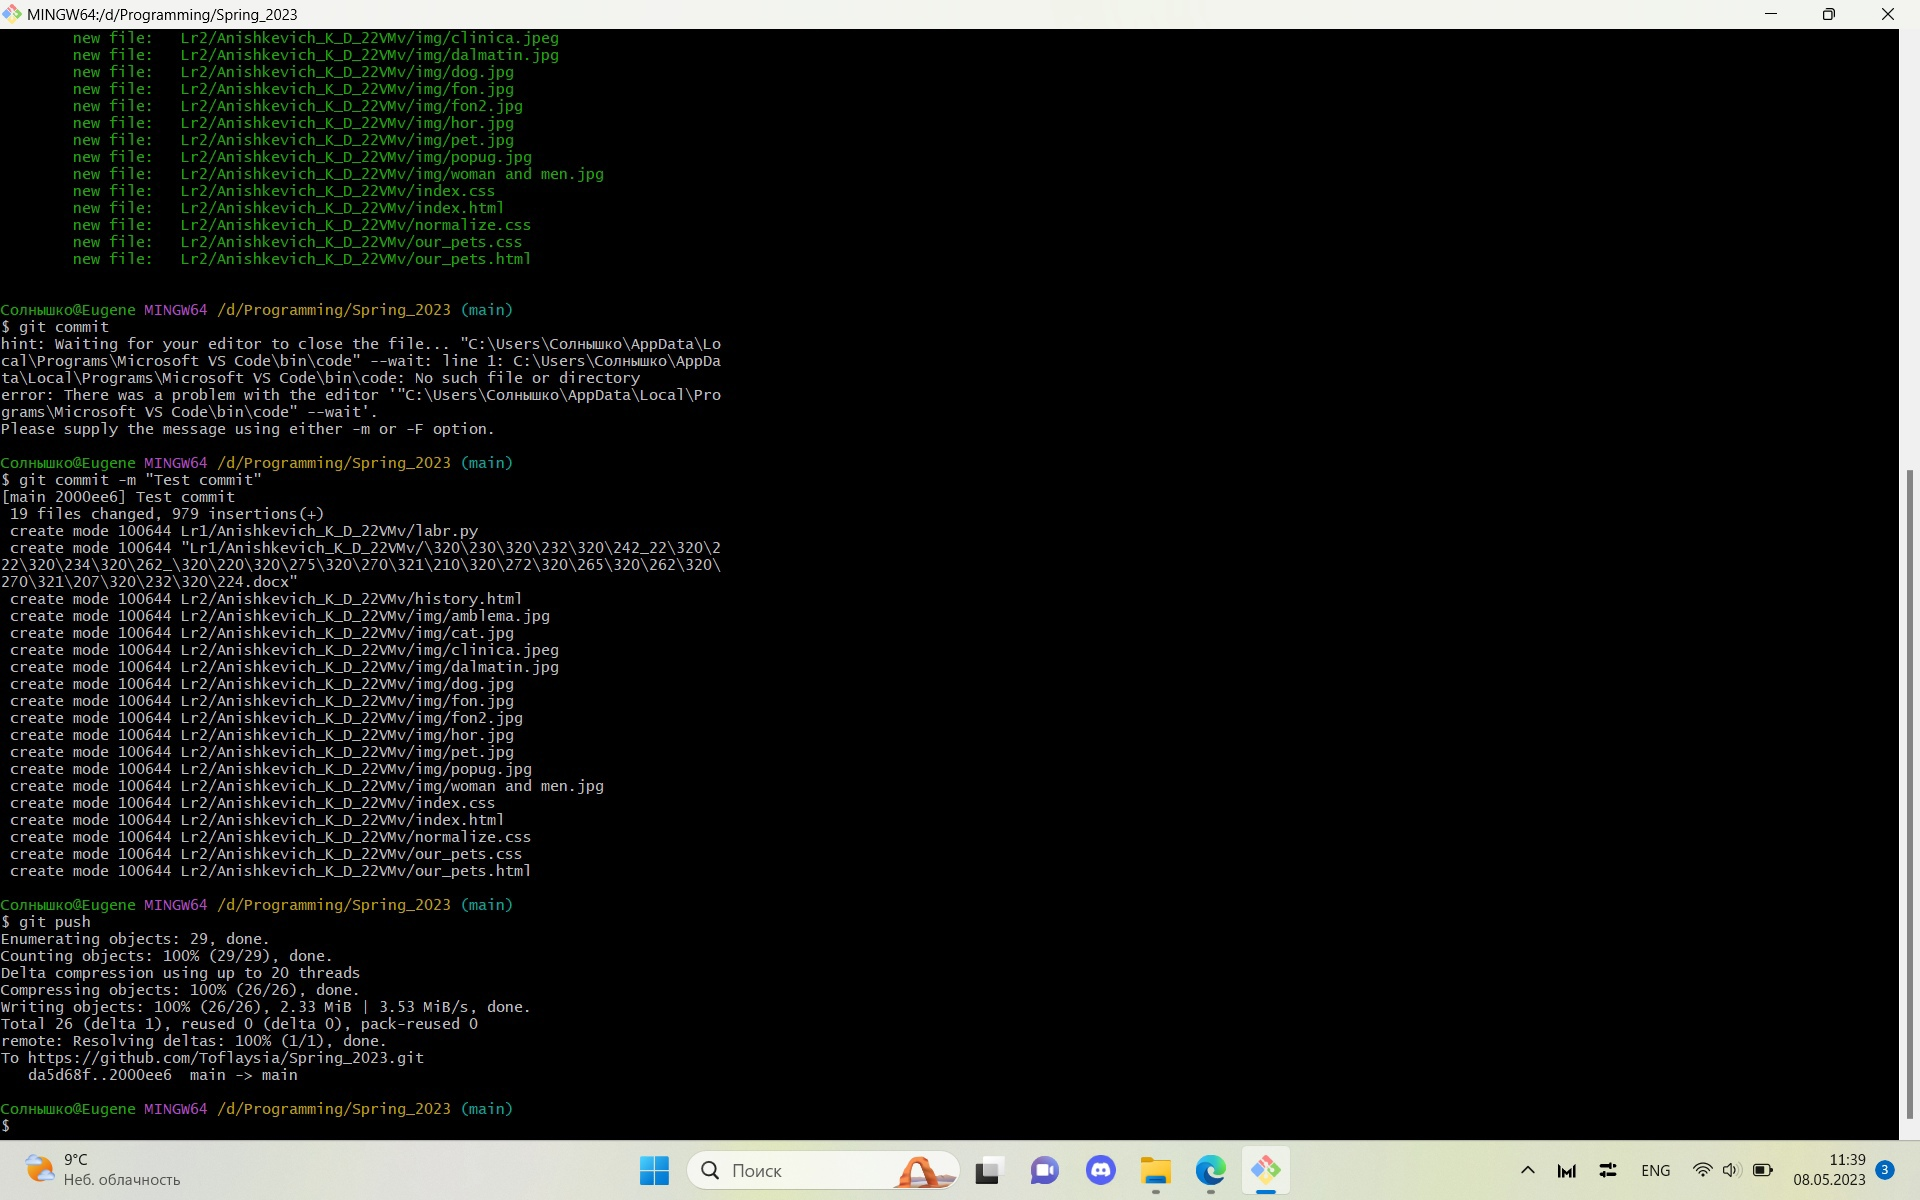 MINGW64:/d/Programming/Spring_2023
new file:   Lr2/Anishkevich_K_D_22VMv/img/clinica.jpeg
new file:   Lr2/Anishkevich_K_D_22VMv/img/dalmatin.jpg
new file:   Lr2/Anishkevich_K_D_22VMv/img/dog.jpg
new file:   Lr2/Anishkevich_K_D_22VMv/img/fon.jpg
new file:   Lr2/Anishkevich_K_D_22VMv/img/fon2.jpg
new file:   Lr2/Anishkevich_K_D_22VMv/img/hor.jpg
new file:   Lr2/Anishkevich_K_D_22VMv/img/pet.jpg
new file:   Lr2/Anishkevich_K_D_22VMv/img/popug.jpg
new file:   Lr2/Anishkevich_K_D_22VMv/img/woman and men.jpg
new file:   Lr2/Anishkevich_K_D_22VMv/index.css
new file:   Lr2/Anishkevich_K_D_22VMv/index.html
new file:   Lr2/Anishkevich_K_D_22VMv/normalize.css
new file:   Lr2/Anishkevich_K_D_22VMv/our_pets.css
new file:   Lr2/Anishkevich_K_D_22VMv/our_pets.html
Солнышко@Eugene MINGW64 /d/Programming/Spring_2023 (main)
$ git commit
hint: Waiting for your editor to close the file... "C:\Users\Солнышко\AppData\Lo
cal\Programs\Microsoft VS Code\bin\code" --wait: line 1: C:\Users\Солнышко\AppDa
ta\Local\Programs\Microsoft VS Code\bin\code: No such file or directory
error: There was a problem with the editor '"C:\Users\Солнышко\AppData\Local\Pro
grams\Microsoft VS Code\bin\code" --wait'.
Please supply the message using either -m or -F option.
Солнышко@Eugene MINGW64 /d/Programming/Spring_2023 (main)
$ git commit -m "Test commit"
[main 2000ee6] Test commit
19 files changed, 979 insertions(+)
create mode 100644 Lr1/Anishkevich_K_D_22VMv/labr.py
create mode 100644 "Lr1/Anishkevich_K_D_22VMv/\320\230\320\232\320\242_22\320\2
22\320\234\320\262_\320\220\320\275\320\270\321\210\320\272\320\265\320\262\320\
270\321\207\320\232\320\224.docx"
create mode 100644 Lr2/Anishkevich_K_D_22VMv/history.html
create mode 100644 Lr2/Anishkevich_K_D_22VMv/img/amblema.jpg
create mode 100644 Lr2/Anishkevich_K_D_22VMv/img/cat.jpg
create mode 100644 Lr2/Anishkevich_K_D_22VMv/img/clinica.jpeg
create mode 100644 Lr2/Anishkevich_K_D_22VMv/img/dalmatin.jpg
create mode 100644 Lr2/Anishkevich_K_D_22VMv/img/dog.jpg
create mode 100644 Lr2/Anishkevich_K_D_22VMv/img/fon.jpg
create mode 100644 Lr2/Anishkevich_K_D_22VMv/img/fon2.jpg
create mode 100644 Lr2/Anishkevich_K_D_22VMv/img/hor.jpg
create mode 100644 Lr2/Anishkevich_K_D_22VMv/img/pet.jpg
create mode 100644 Lr2/Anishkevich_K_D_22VMv/img/popug.jpg
create mode 100644 Lr2/Anishkevich_K_D_22VMv/img/woman and men.jpg
create mode 100644 Lr2/Anishkevich_K_D_22VMv/index.css
create mode 100644 Lr2/Anishkevich_K_D_22VMv/index.html
create mode 100644 Lr2/Anishkevich_K_D_22VMv/normalize.css
create mode 100644 Lr2/Anishkevich_K_D_22VMv/our_pets.css
create mode 100644 Lr2/Anishkevich_K_D_22VMv/our_pets.html
Солнышко@Eugene MINGW64 /d/Programming/Spring_2023 (main)
$ git push
Enumerating objects: 29, done.
Counting objects: 100% (29/29), done.
Delta compression using up to 20 threads
Compressing objects: 100% (26/26), done.
Writing objects: 100% (26/26), 2.33 MiB | 3.53 MiB/s, done.
Total 26 (delta 1), reused 0 (delta 0), pack-reused 0
remote: Resolving deltas: 100% (1/1), done.
To https://github.com/Toflaysia/Spring_2023.git
da5d68f..2000ee6  main -> main
Солнышко@Eugene MINGW64 /d/Programming/Spring_2023 (main)
$
9°C
Неб. облачность
Поиск
ENG
11:39
08.05.2023
3